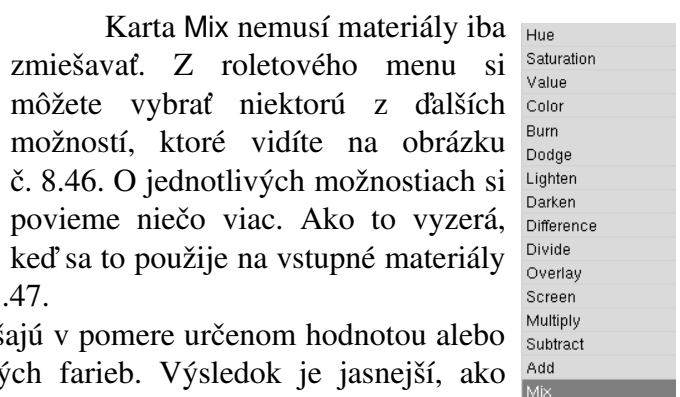 Karta Mix nemusí materiály iba
zmiešavať. Z roletového menu si
môžete vybrať niektorú z ďalších
možností, ktoré vidíte na obrázku
č. 8.46. O jednotlivých možnostiach si
povieme niečo viac. Ako to vyzerá,
keď sa to použije na vstupné materiály
.47.
šajú v pomere určenom hodnotou alebo
ých farieb. Výsledok je jasnejší, ako
Hue
Saturation
Value
Color
Burn
Dodge
Lighten
Darken
Difference
Divide
Overlay
Screen
Multiply
Subtract
Add
Mix